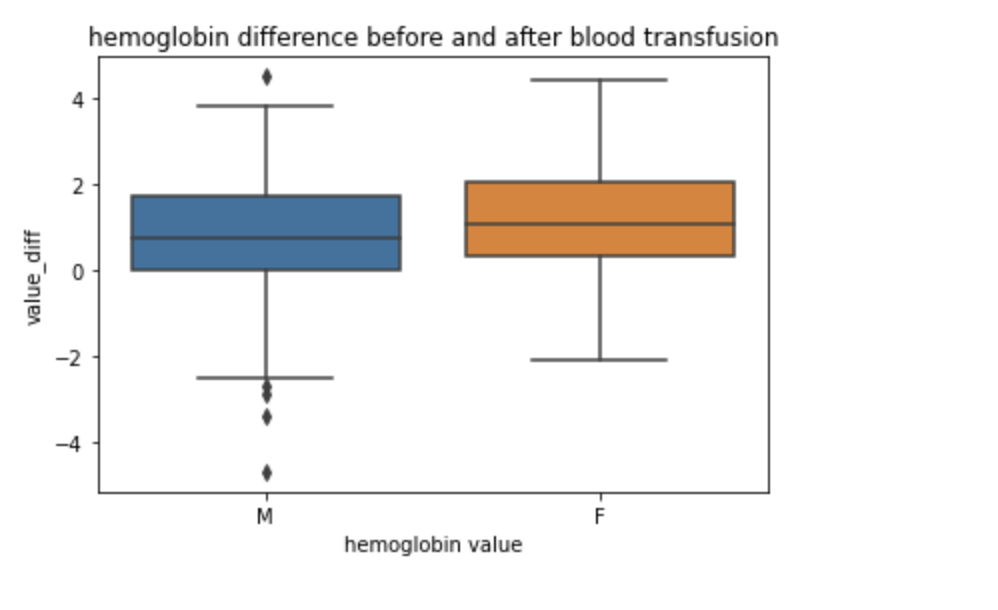 hemoglobin difference before and after blood transfusion
value_diff
4
2
0
−2
−4
M F
hemoglobin value